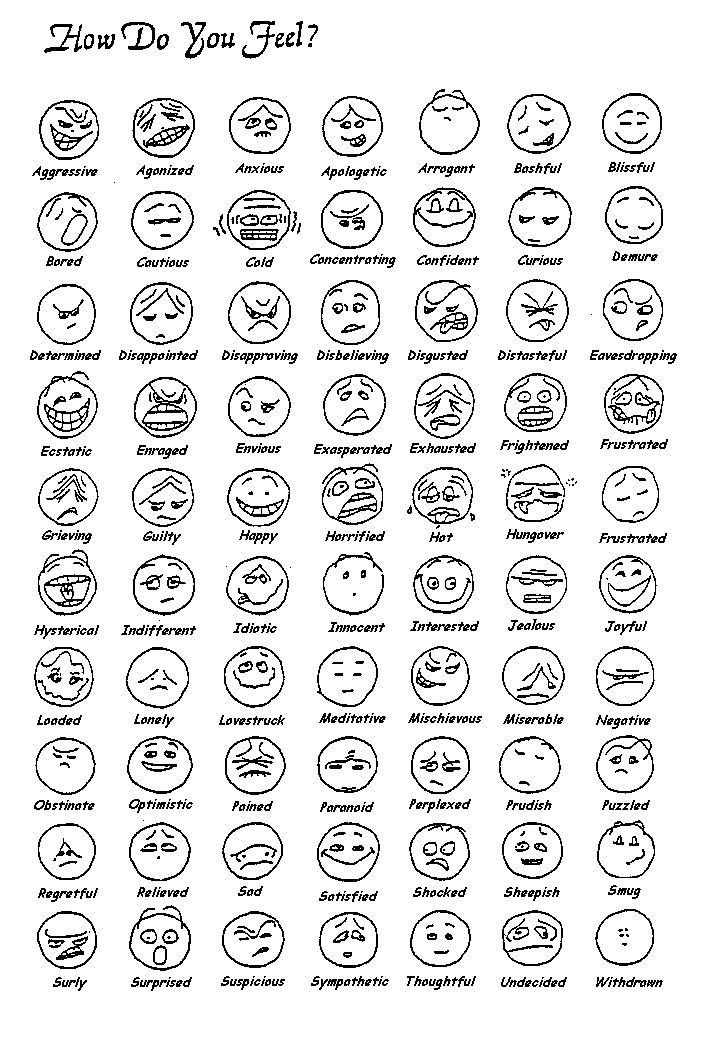 How Do You Feel?
Aggressive Agonized Anxious Apologetic Arrogant Bashful Blissful
Bored Cautious Cold Concentrating Confident Curious Demure
Determined Disappointed Disapproving Disbelieving Disgusted Distasteful Eavesdropping
Ecstatic Enraged Envious Exasperated Exhausted Frightened Frustrated
Grieving Guilty Happy Horrified Hot Hungover Frustrated
Hysterical Indifferent Idiotic Innocent Interested Jealous Joyful
Loaded Lonely Lovestruck Meditative Mischievous Miserable Negative
Obstinate Optimistic Pained Paranoid Perplexed Prudish Puzzled
Regretful Relieved Sad Satisfied Shocked Sheepish Smug
Surly Surprised Suspicious Sympathetic Thoughtful Undecided Withdrawn